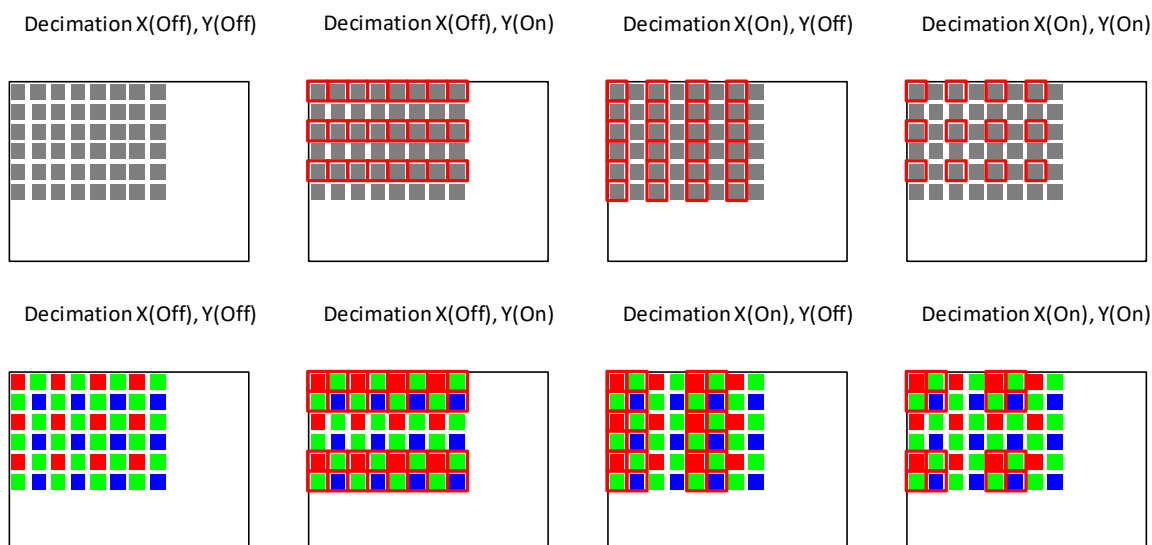 Decimation X(Off), Y(Off)
Decimation X(Off), Y(On)
Decimation X(On), Y(Off)
Decimation X(On), Y(On)
Decimation X(Off), Y(Off)
Decimation X(Off), Y(On)
Decimation X(On), Y(Off)
Decimation X(On), Y(On)